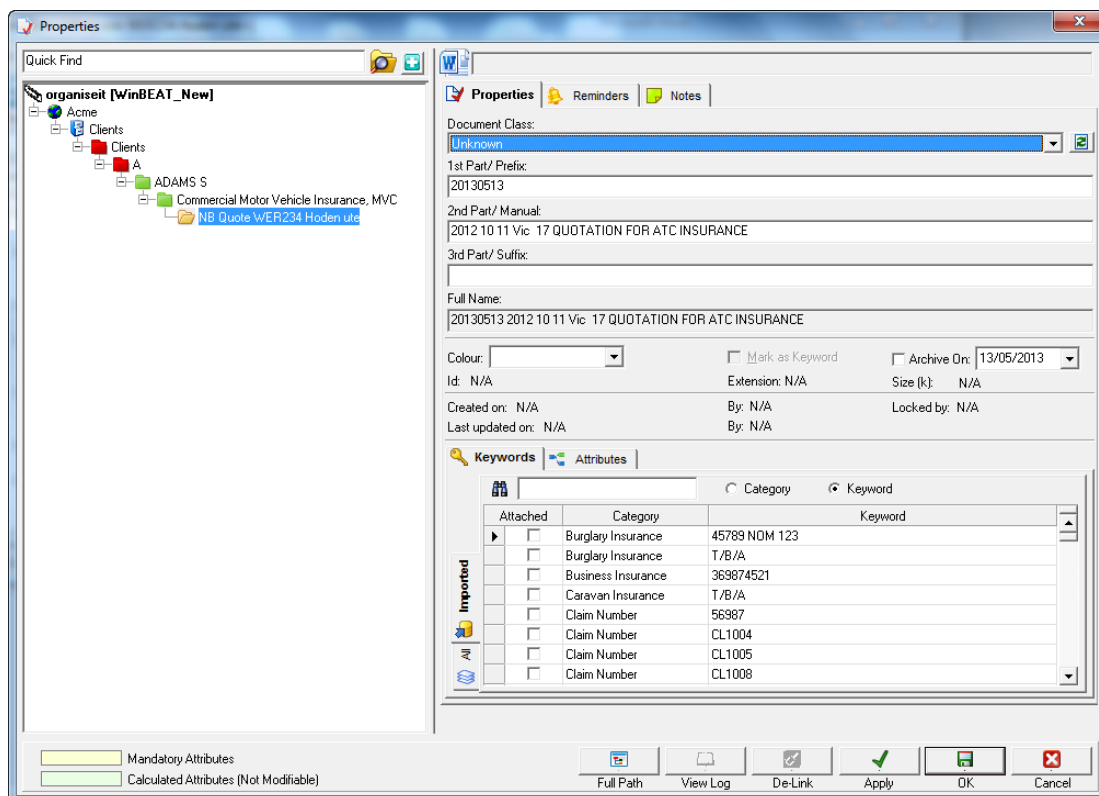 Properties
Quick Find
organiseit [WinBEAT_New]
Acme
Clients
Clients
A
ADAMS S
Commercial Motor Vehicle Insurance, MVC
NB Quote WER234 Hoden ute
Properties Reminders Notes
Document Class:
Unknown
1st Part/ Prefix:
20130513
2nd Part/ Manual:
2012 10 11 Vic 17 QUOTATION FOR ATC INSURANCE
3rd Part/ Suffix:
Full Name:
20130513 2012 10 11 Vic 17 QUOTATION FOR ATC INSURANCE
Colour: Mark as Keyword Archive On: 13/05/2013
Id: N/A Extension: N/A Size (k): N/A
Created on: N/A By: N/A Locked by: N/A
Last updated on: N/A By: N/A
Keywords Attributes
Category Keyword
Attached Category Keyword
Burglary Insurance 45789 NOM 123
Burglary Insurance T/B/A
Business Insurance 369874521
Caravan Insurance T/B/A
Claim Number 56987
Claim Number CL1004
Claim Number CL1005
Claim Number CL1008
Imported
All
Mandatory Attributes
Calculated Attributes (Not Modifiable)
Full Path View Log De-Link Apply OK Cancel